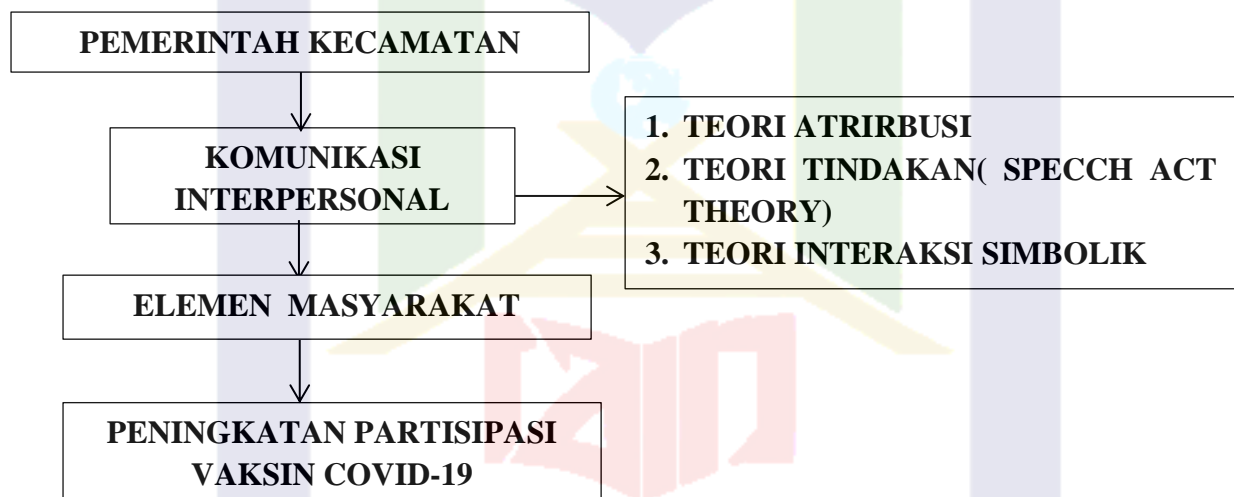 PEMERINTAH KECAMATAN
KOMUNIKASI
INTERPERSONAL
1. TEORI ATRIRBUSI
2. TEORI TINDAKAN( SPECCH ACT
THEORY)
3. TEORI INTERAKSI SIMBOLIK
ELEMEN MASYARAKAT
PENINGKATAN PARTISIPASI
VAKSIN COVID-19